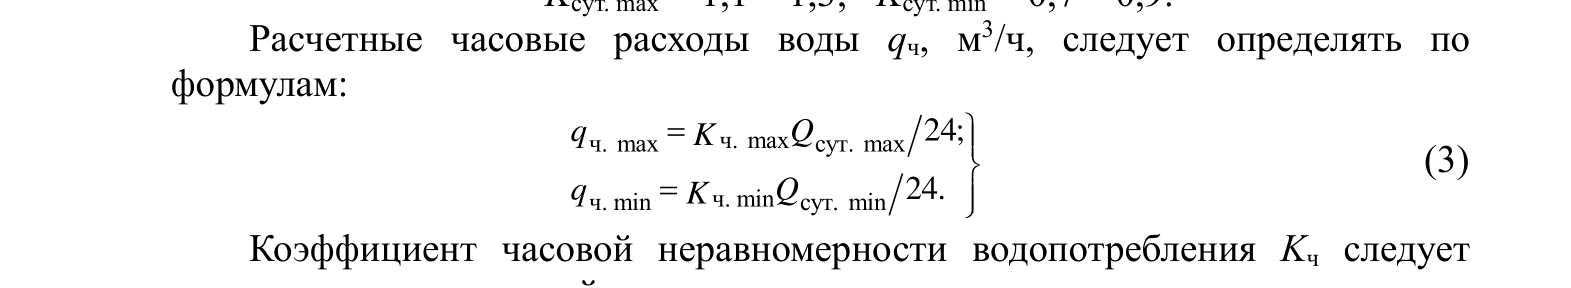 Расчетные часовые расходы воды qч, м³/ч, следует определять по
формулам:
qч. max = Kч. maxQсут. max/24;
qч. min = Kч. minQсут. min/24.
(3)
Коэффициент часовой неравномерности водопотребления Kч следует